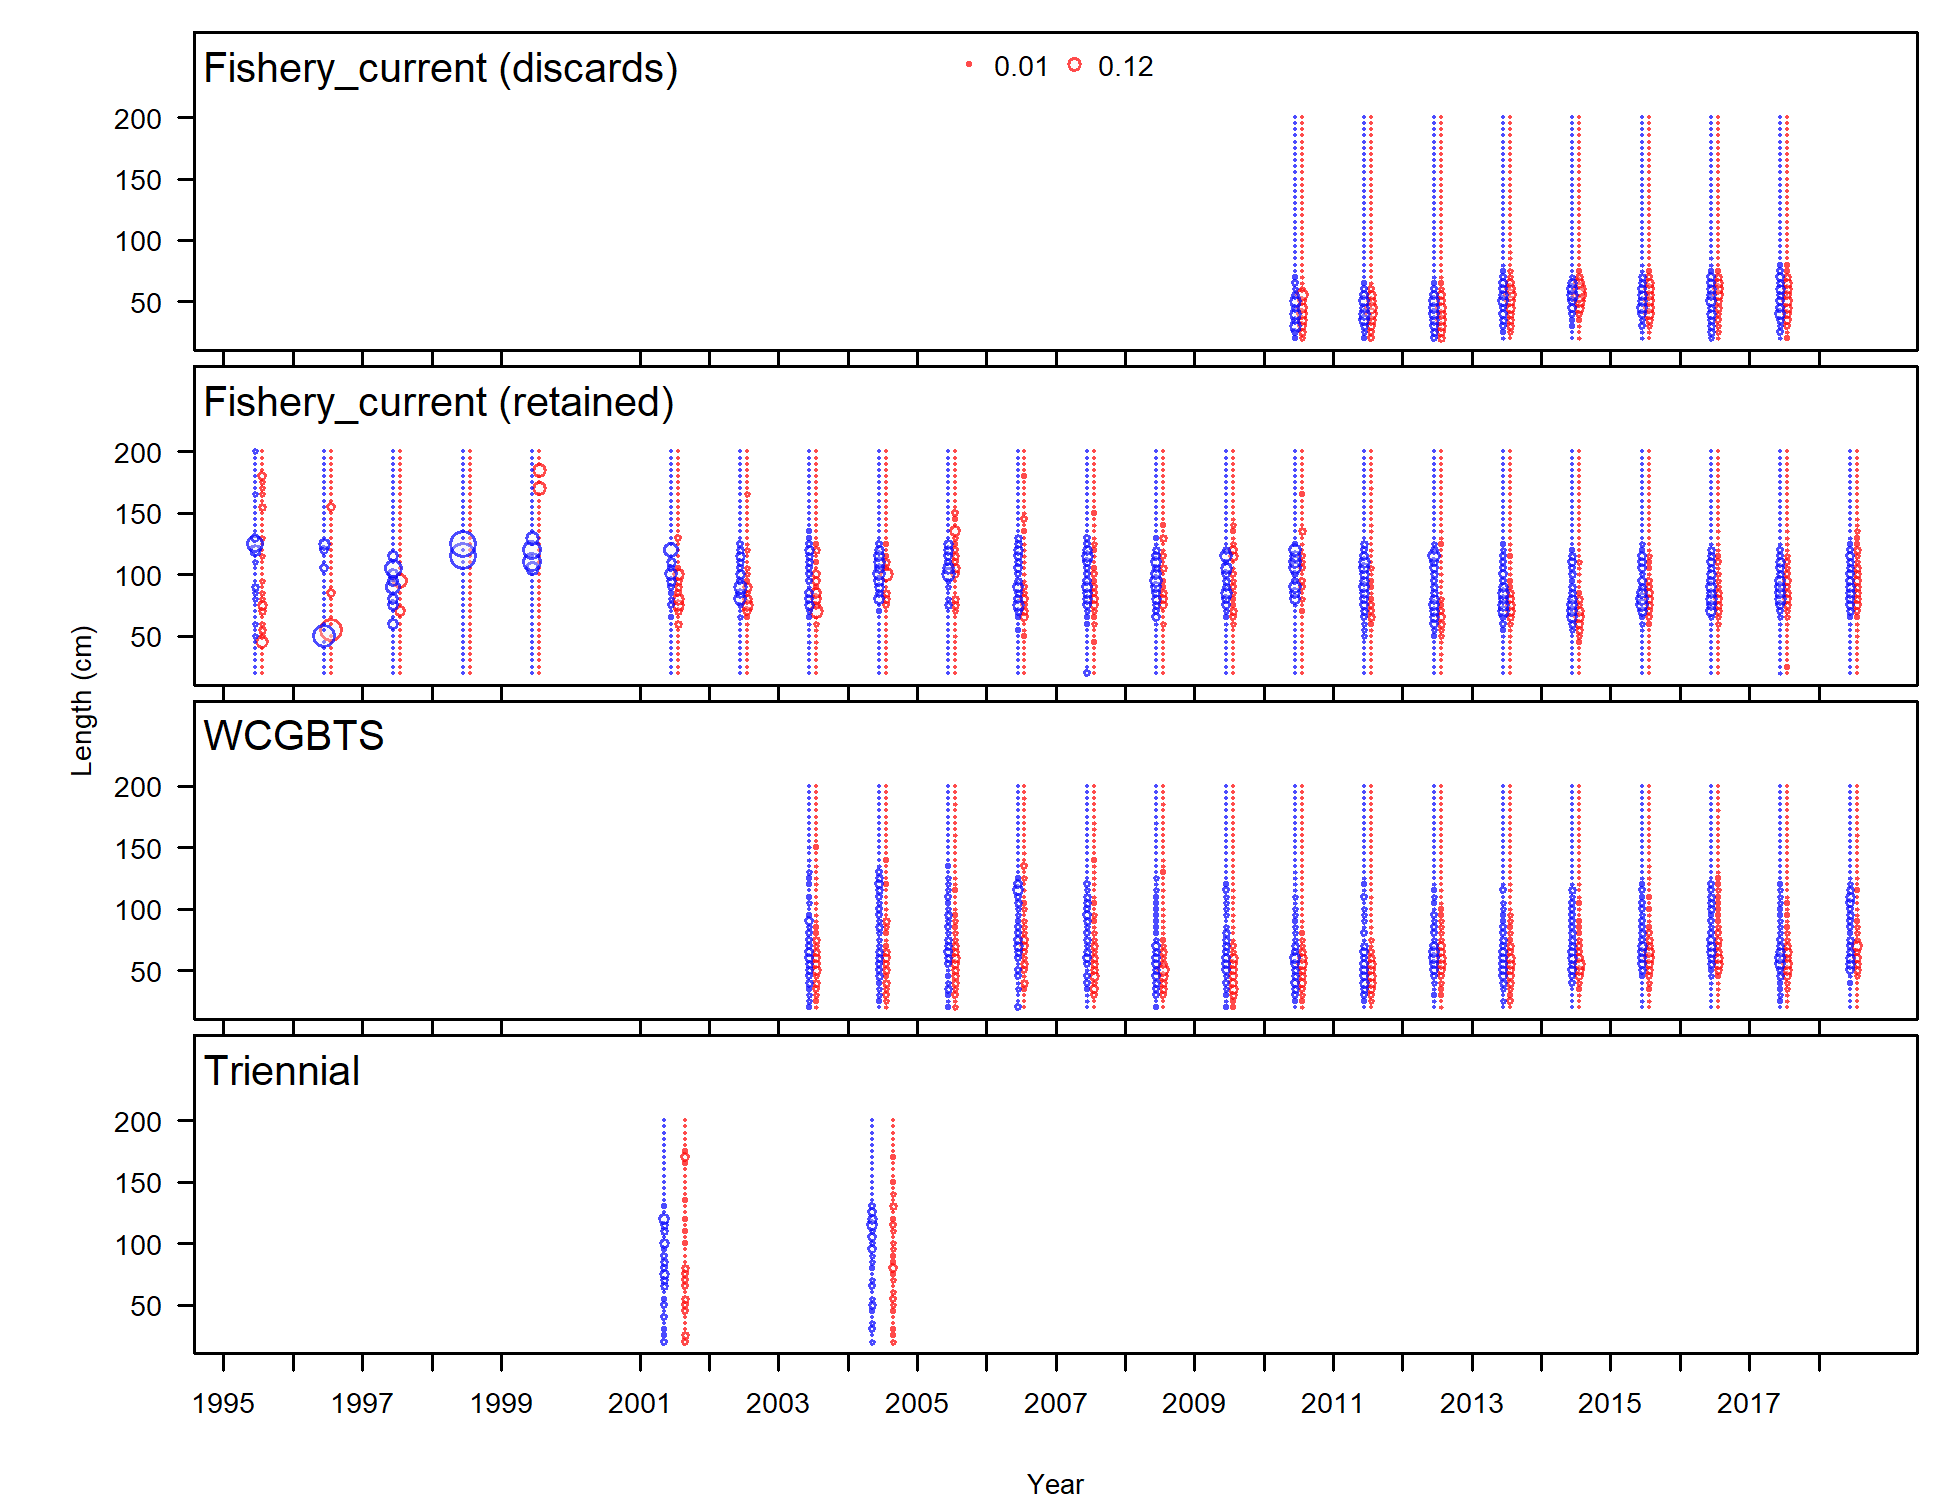 Fishery_current (discards)
0.01 0.12
200
150
100
50
Fishery_current (retained)
200
150
100
50
WCGBTS
200
150
100
50
Triennial
200
150
100
50
Length (cm)
1995 1997 1999 2001 2003 2005 2007 2009 2011 2013 2015 2017
Year